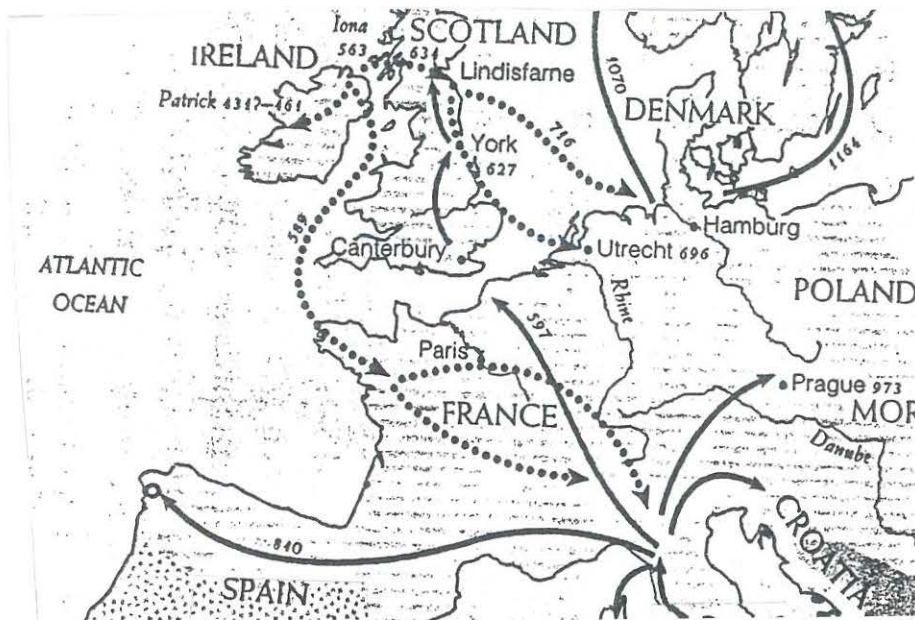 Iona
563
SCOTLAND
634
IRELAND
Lindisfarne
1070
Patrick 431?–461
DENMARK
716
York
627
1164
589
Canterbury
Hamburg
Utrecht 696
ATLANTIC
OCEAN
Rhine
POLAND
597
Paris
Prague 973
FRANCE
MOR
Danube
CROATIA
840
SPAIN